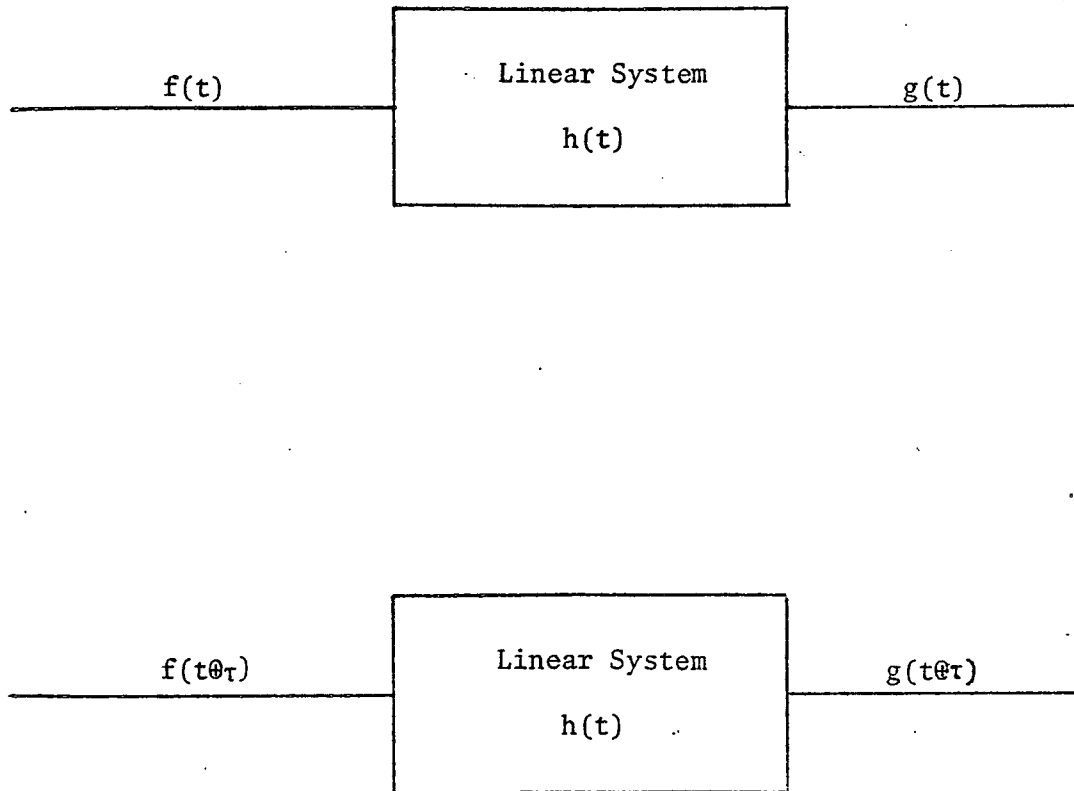 f(t)
Linear System
h(t)
g(t)
f(t⊕τ)
Linear System
h(t)
g(t⊕τ)